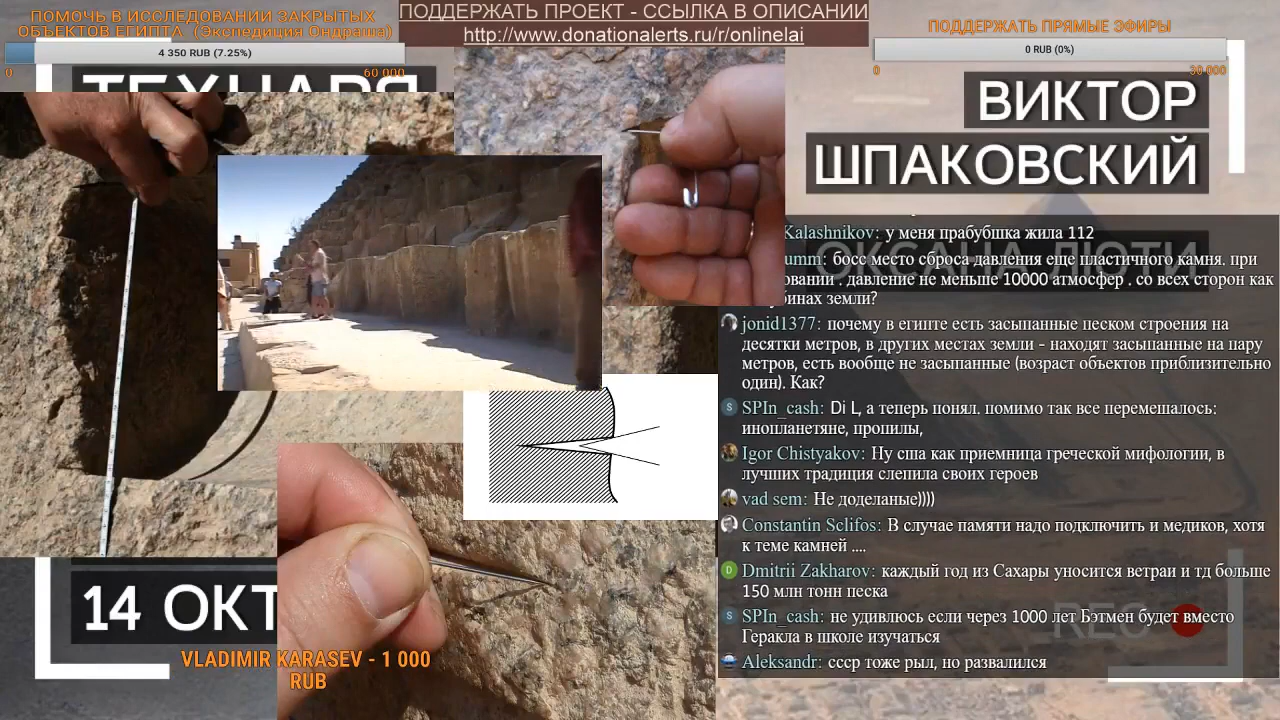 ПОМОЧЬ В ИССЛЕДОВАНИИ ЗАКРЫТЫХ
ОБЪЕКТОВ ЕГИПТА (Экспедиция Ондраша)
4 350 RUB (7.25%)
0
60 000
ПОДДЕРЖАТЬ ПРОЕКТ - ССЫЛКА В ОПИСАНИИ
http://www.donationalerts.ru/r/onlinelai
ПОДДЕРЖАТЬ ПРЯМЫЕ ЭФИРЫ
0 RUB (0%)
0
30 000
ТЕХНАРЯ
ВИКТОР
ШПАКОВСКИЙ
ОКСАНА ЛЮТИ
Kalashnikov: у меня прабубшка жила 112
umm: босс место сброса давления еще пластичного камня. при
овании . давление не меньше 10000 атмосфер . со всех сторон как
бинах земли?
jonid1377: почему в египте есть засыпанные песком строения на
десятки метров, в других местах земли - находят засыпанные на пару
метров, есть вообще не засыпанные (возраст объектов приблизительно
один). Как?
S SPIn_cash: Di L, а теперь понял. помимо так все перемешалось:
инопланетяне, пропилы,
Igor Chistyakov: Ну сша как приемница греческой мифологии, в
лучших традиция слепила своих героев
vad sem: Не доделаные))))
Constantin Sclifos: В случае памяти надо подключить и медиков, хотя
к теме камней ....
D Dmitrii Zakharov: каждый год из Сахары уносится ветраи и тд больше
150 млн тонн песка
S SPIn_cash: не удивлюсь если через 1000 лет Бэтмен будет вместо
Геракла в школе изучаться
Aleksandr: ссср тоже рыл, но развалился
REC
14 ОКТ
VLADIMIR KARASEV - 1 000
RUB